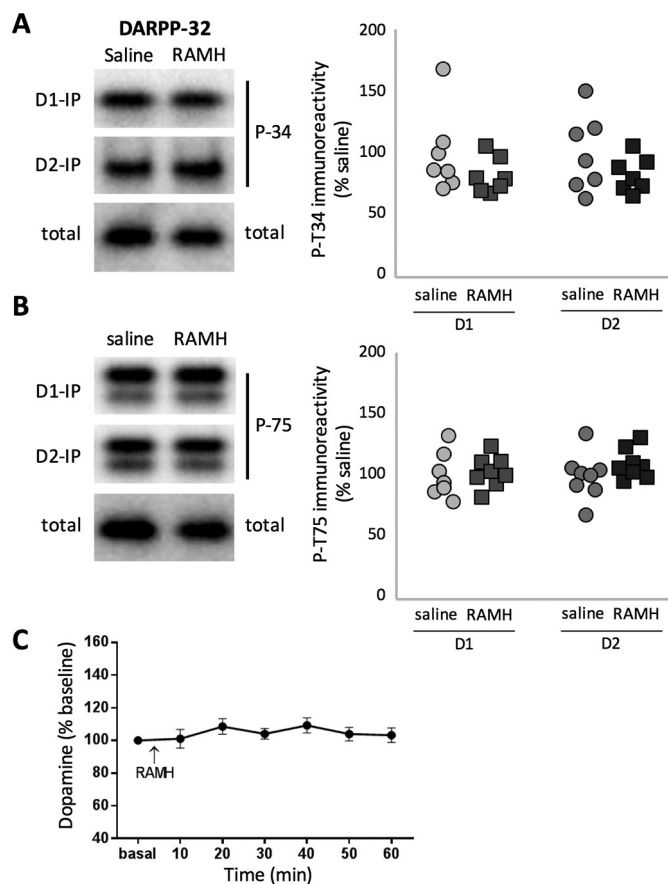 A
DARPP-32
Saline RAMH
D1-IP
D2-IP
P-34
total total
P-T34 immunoreactivity
(% saline)
200
150
100
50
0
saline RAMH saline RAMH
D1 D2
B
saline RAMH
D1-IP
D2-IP
P-75
total total
P-T75 immunoreactivity
(% saline)
200
150
100
50
0
saline RAMH saline RAMH
D1 D2
C
Dopamine (% baseline)
160
140
120
100
80
60
40
RAMH
basal 10 20 30 40 50 60
Time (min)